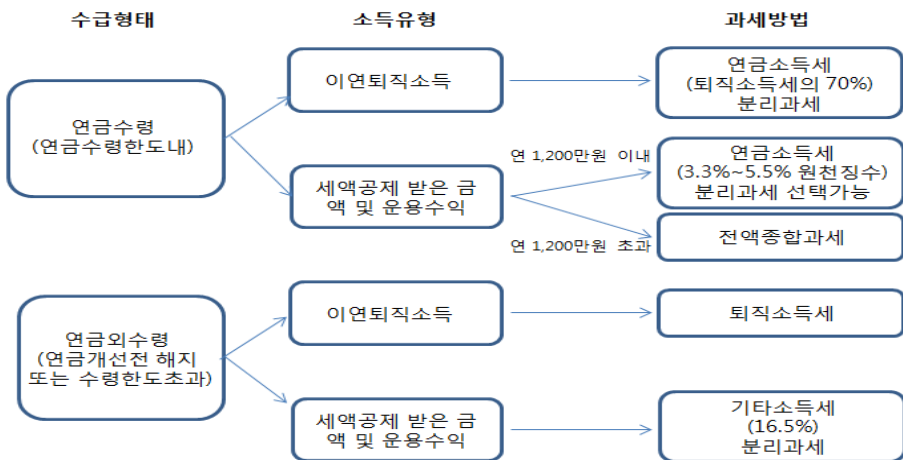 수급형태
소득유형
과세방법
연금수령
(연금수령한도내)
이연퇴직소득
연금소득세
(퇴직소득세의 70%)
분리과세
세액공제 받은 금
액 및 운용수익
연 1,200만원 이내
연금소득세
(3.3%~5.5% 원천징수)
분리과세 선택가능
연 1,200만원 초과
전액종합과세
연금외수령
(연금개선전 해지
또는 수령한도초과)
이연퇴직소득
퇴직소득세
세액공제 받은 금
액 및 운용수익
기타소득세
(16.5%)
분리과세